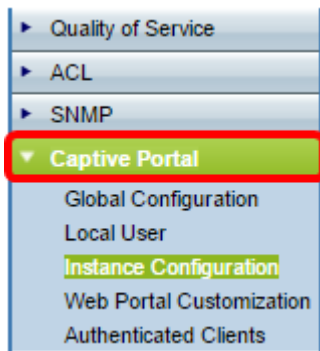 Quality of Service
ACL
SNMP
Captive Portal
Global Configuration
Local User
Instance Configuration
Web Portal Customization
Authenticated Clients